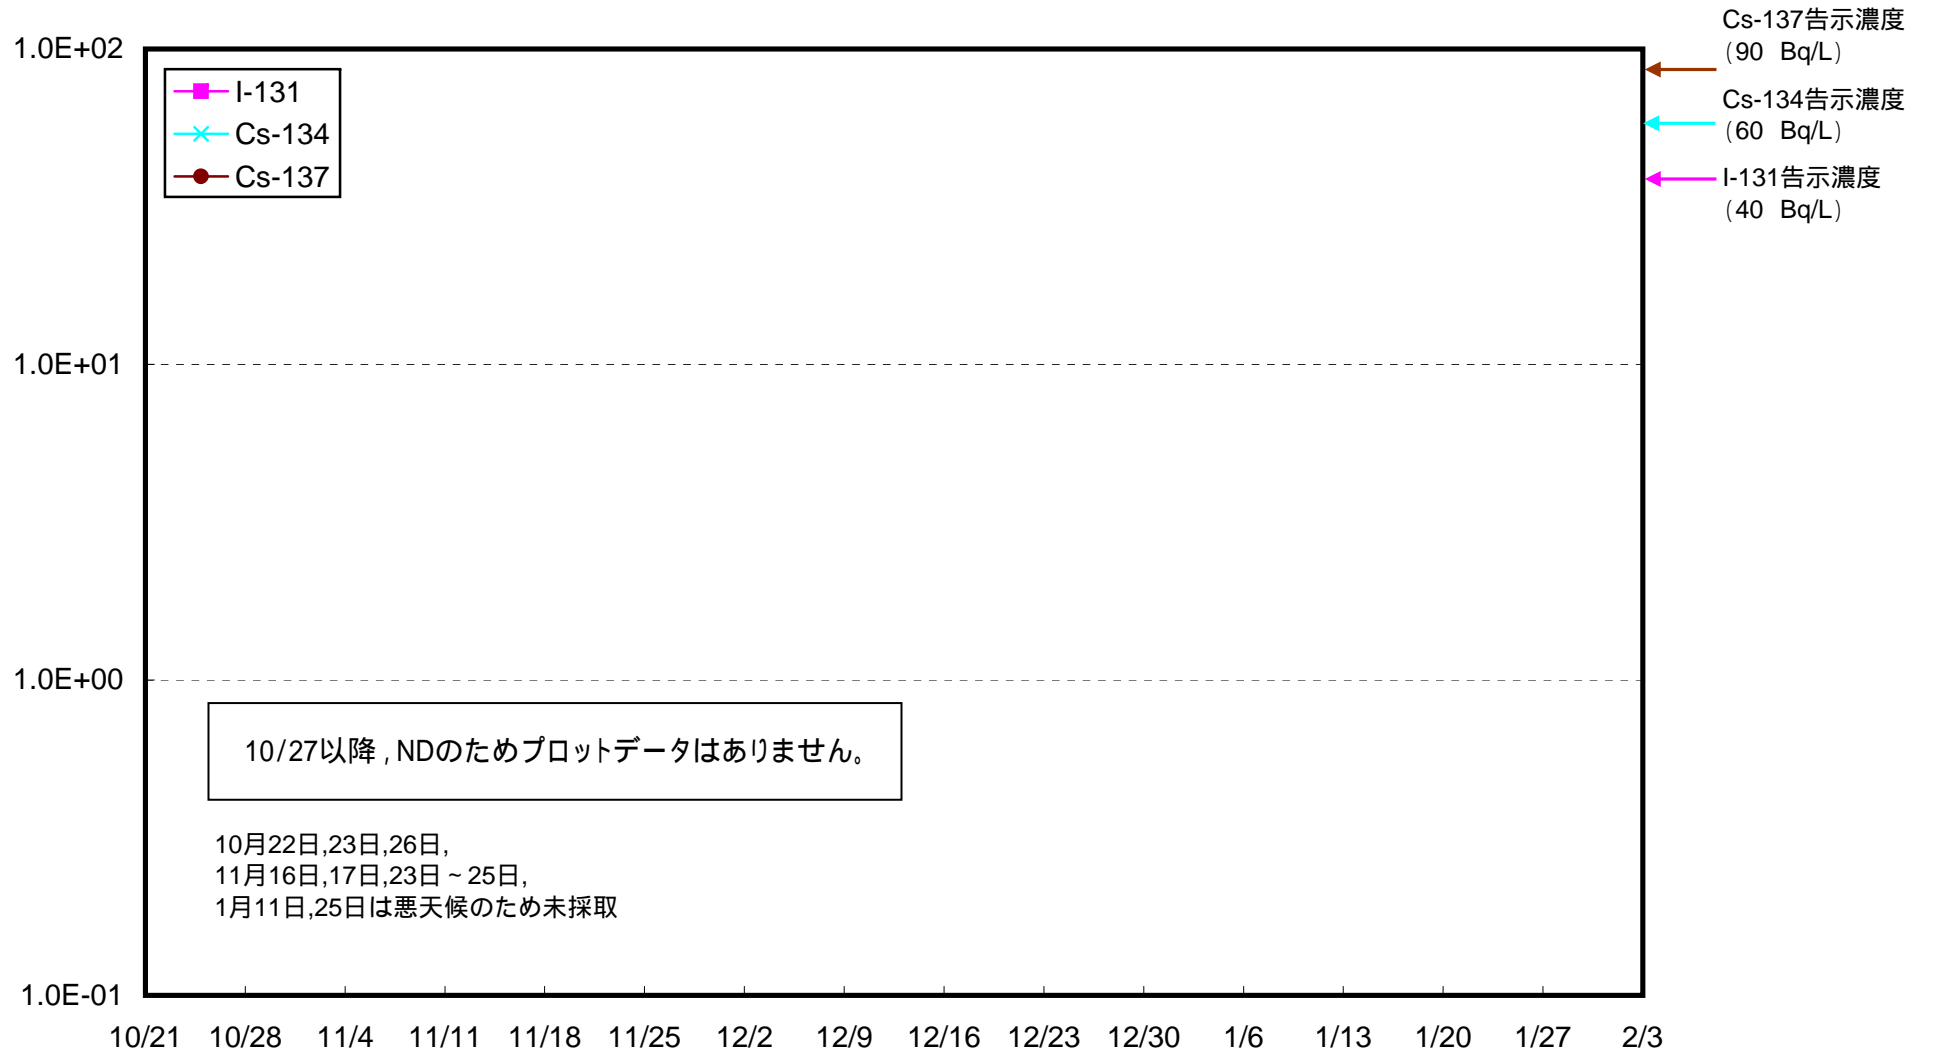 Cs-137告示濃度
(90 Bq/L)
1.0E+02
I-131
Cs-134
Cs-137
Cs-134告示濃度
(60 Bq/L)
I-131告示濃度
(40 Bq/L)
1.0E+01
1.0E+00
10/27以降,NDのためプロットデータはありません。
10月22日,23日,26日,
11月16日,17日,23日~25日,
1月11日,25日は悪天候のため未採取
1.0E-01
10/21 10/28 11/4 11/11 11/18 11/25 12/2 12/9 12/16 12/23 12/30 1/6 1/13 1/20 1/27 2/3